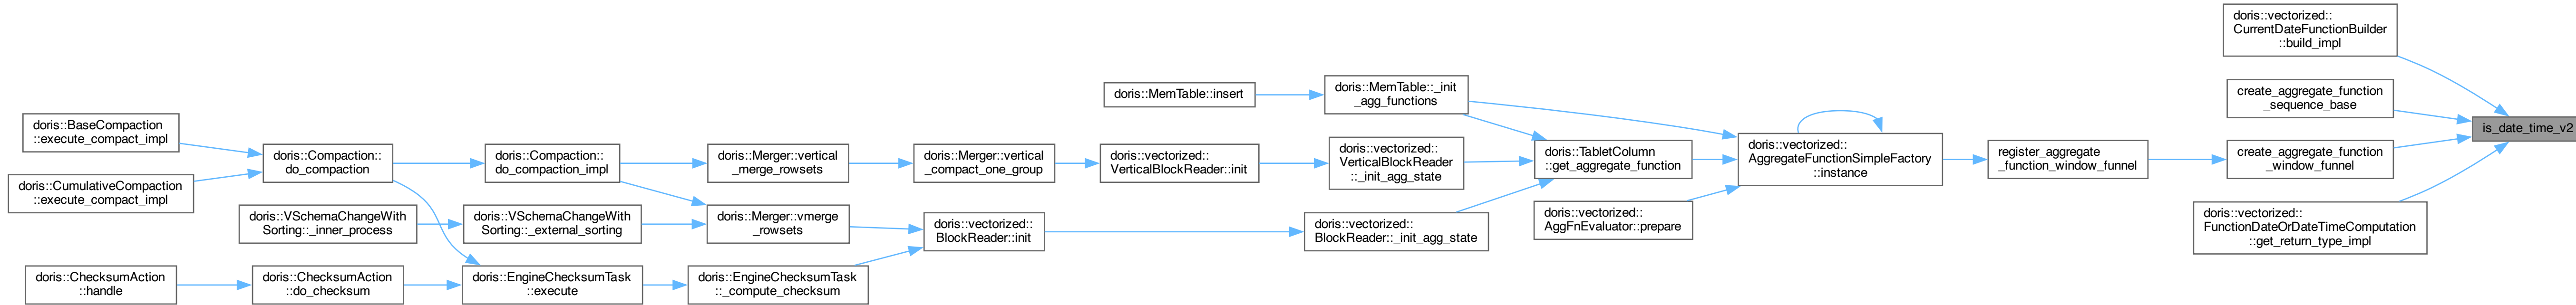 doris::BaseCompaction
::execute_compact_impl
doris::CumulativeCompaction
::execute_compact_impl
doris::ChecksumAction
::handle
doris::Compaction::
do_compaction
doris::VSchemaChangeWith
Sorting::_inner_process
doris::ChecksumAction
::do_checksum
doris::Compaction::
do_compaction_impl
doris::VSchemaChangeWith
Sorting::_external_sorting
doris::EngineChecksumTask
::execute
doris::Merger::vertical
_merge_rowsets
doris::Merger::vmerge
_rowsets
doris::EngineChecksumTask
::_compute_checksum
doris::Merger::vertical
_compact_one_group
doris::vectorized::
BlockReader::init
doris::MemTable::insert
doris::vectorized::
VerticalBlockReader::init
doris::MemTable::_init
_agg_functions
doris::vectorized::
VerticalBlockReader
::_init_agg_state
doris::vectorized::
BlockReader::_init_agg_state
doris::TabletColumn
::get_aggregate_function
doris::vectorized::
AggFnEvaluator::prepare
doris::vectorized::
AggregateFunctionSimpleFactory
::instance
register_aggregate
_function_window_funnel
doris::vectorized::
CurrentDateFunctionBuilder
::build_impl
create_aggregate_function
_sequence_base
create_aggregate_function
_window_funnel
doris::vectorized::
FunctionDateOrDateTimeComputation
::get_return_type_impl
is_date_time_v2